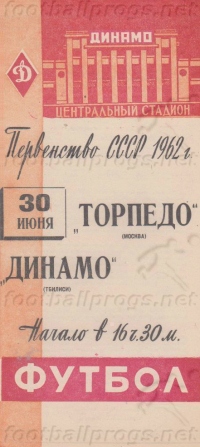 footballprogs.net
Д
ДИНАМО
ЦЕНТРАЛЬНЫЙ СТАДИОН
Первенство СССР 1962 г.
30
ИЮНЯ
„ТОРПЕДО“
(МОСКВА)
„ДИНАМО“
(ТБИЛИСИ)
Начало в 16 ч. 30 м.
ФУТБОЛ